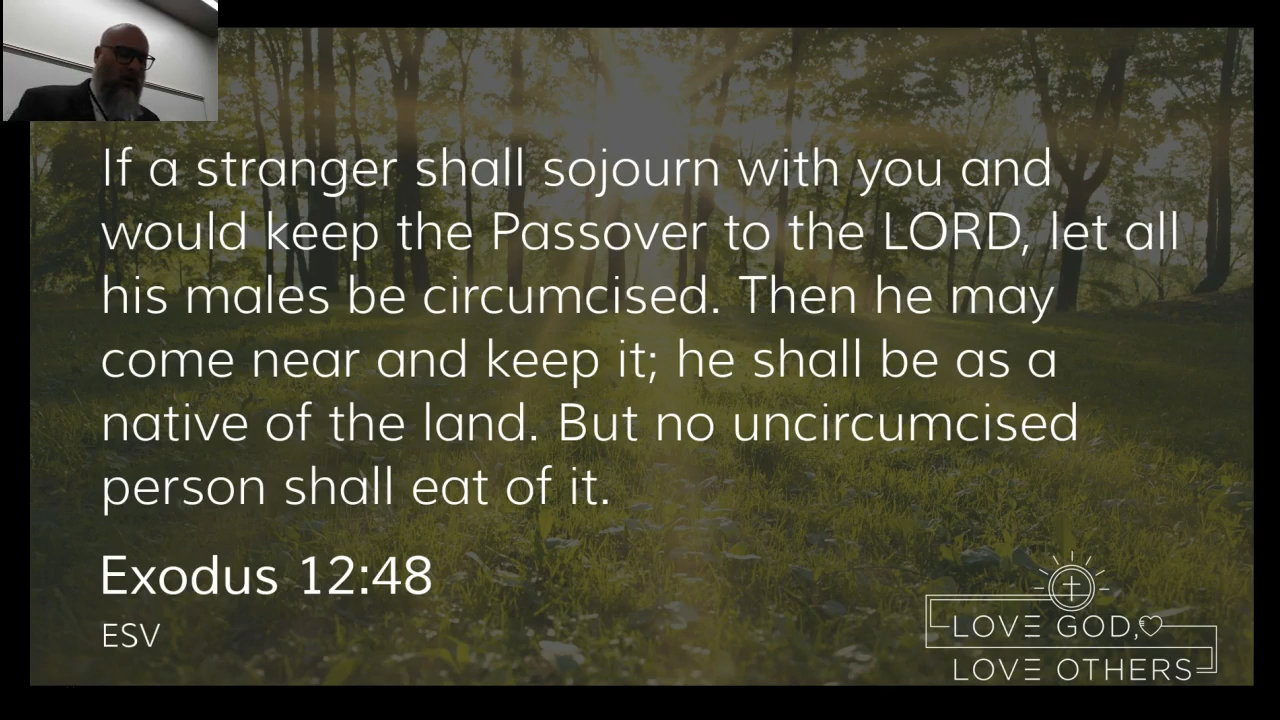 If a stranger shall sojourn with you and
would keep the Passover to the LORD, let all
his males be circumcised. Then he may
come near and keep it; he shall be as a
native of the land. But no uncircumcised
person shall eat of it.
Exodus 12:48
ESV
LOVE GOD,
LOVE OTHERS